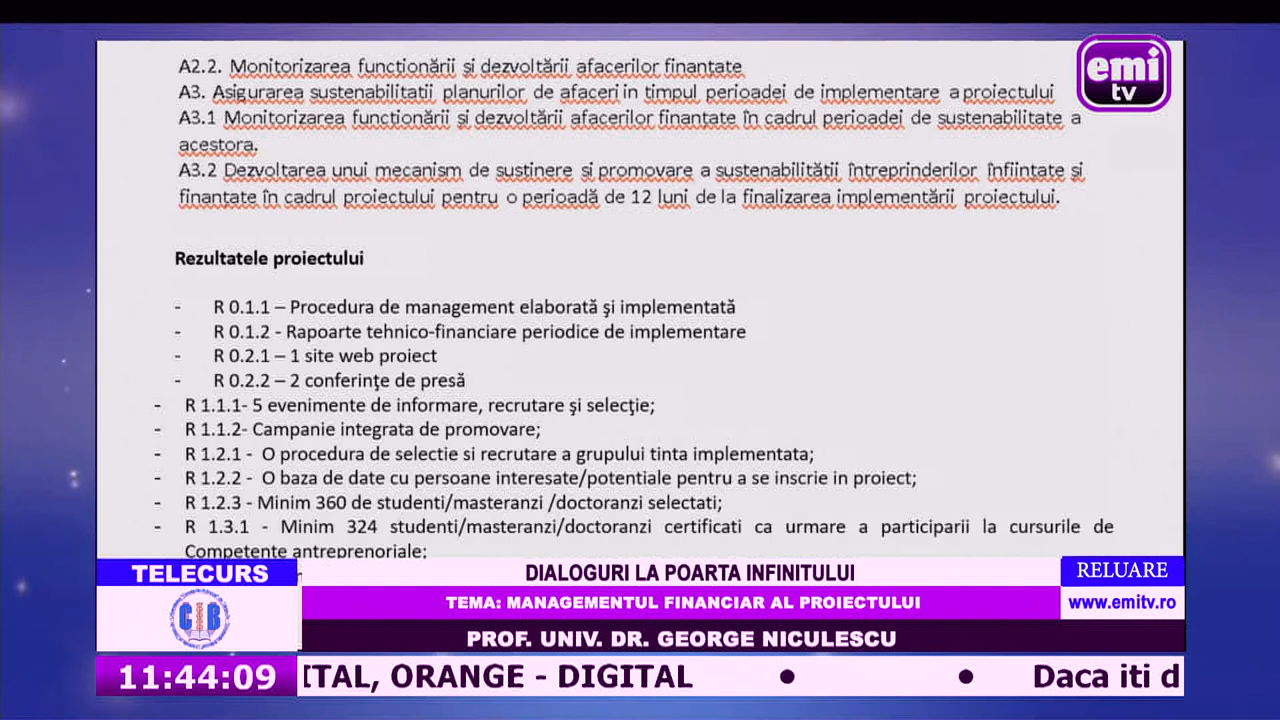 A2.2. Monitorizarea funcționării și dezvoltării afacerilor finanțate
A3. Asigurarea sustenabilitatii planurilor de afaceri in timpul perioadei de implementare a proiectului
A3.1 Monitorizarea funcționării și dezvoltării afacerilor finanțate în cadrul perioadei de sustenabilitate a
acestora.
A3.2 Dezvoltarea unui mecanism de susținere și promovare a sustenabilității întreprinderilor înființate și
finanțate în cadrul proiectului pentru o perioadă de 12 luni de la finalizarea implementării proiectului.
Rezultatele proiectului
- R 0.1.1 – Procedura de management elaborată şi implementată
- R 0.1.2 - Rapoarte tehnico-financiare periodice de implementare
- R 0.2.1 – 1 site web proiect
- R 0.2.2 – 2 conferinţe de presă
- R 1.1.1- 5 evenimente de informare, recrutare şi selecţie;
- R 1.1.2- Campanie integrata de promovare;
- R 1.2.1 - O procedura de selectie si recrutare a grupului tinta implementata;
- R 1.2.2 - O baza de date cu persoane interesate/potentiale pentru a se inscrie in proiect;
- R 1.2.3 - Minim 360 de studenti/masteranzi /doctoranzi selectati;
- R 1.3.1 - Minim 324 studenti/masteranzi/doctoranzi certificati ca urmare a participarii la cursurile de
Competente antreprenoriale;
emi
tv
TELECURS
CIB
DIALOGURI LA POARTA INFINITULUI
TEMA: MANAGEMENTUL FINANCIAR AL PROIECTULUI
PROF. UNIV. DR. GEORGE NICULESCU
RELUARE
www.emitv.ro
11:44:09
ITAL, ORANGE - DIGITAL • • Daca iti d